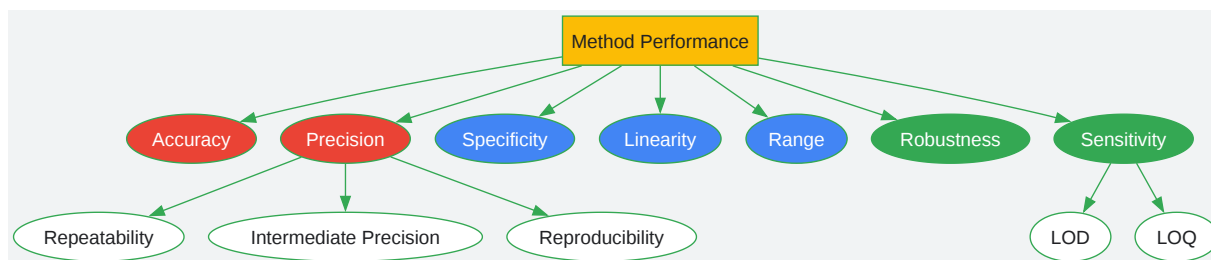 Method Performance
Accuracy
Precision
Specificity
Linearity
Range
Robustness
Sensitivity
Repeatability
Intermediate Precision
Reproducibility
LOD
LOQ